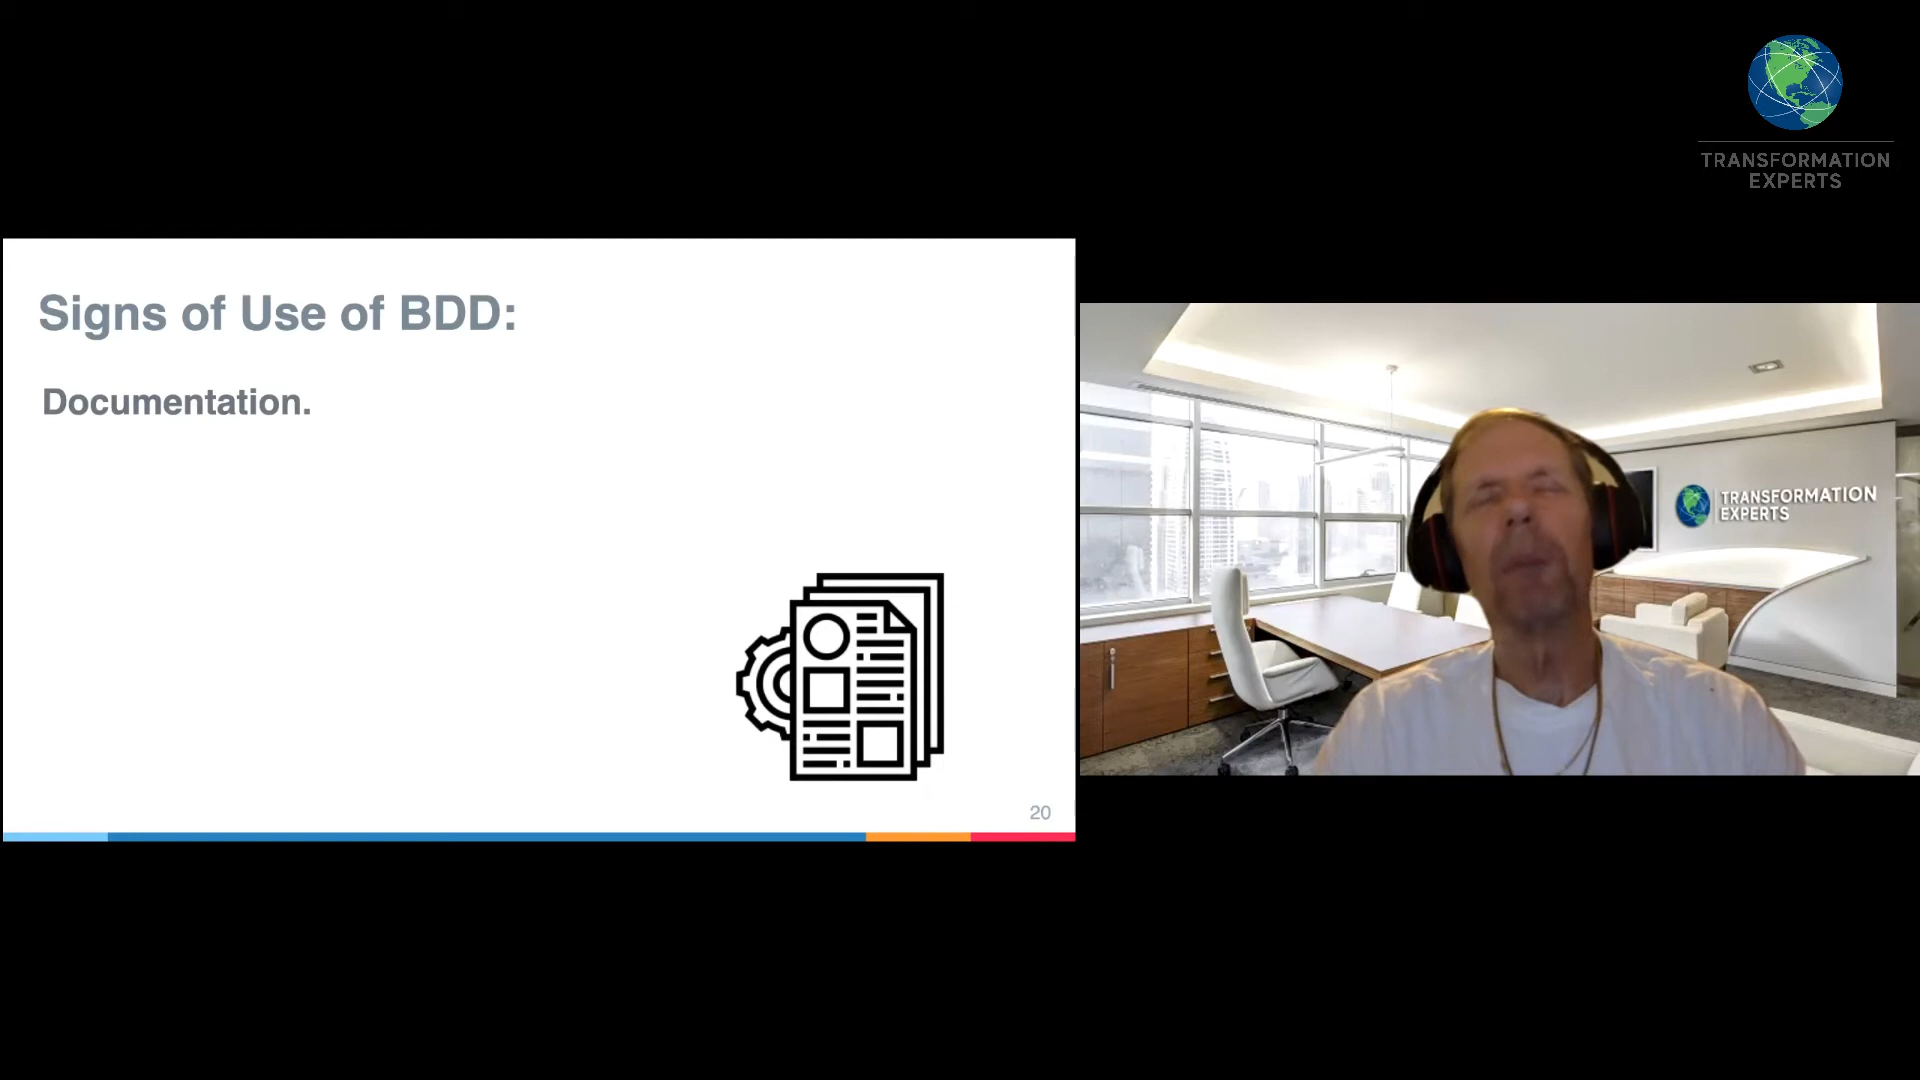 TRANSFORMATION
EXPERTS
Signs of Use of BDD:
Documentation.
20
TRANSFORMATION
EXPERTS